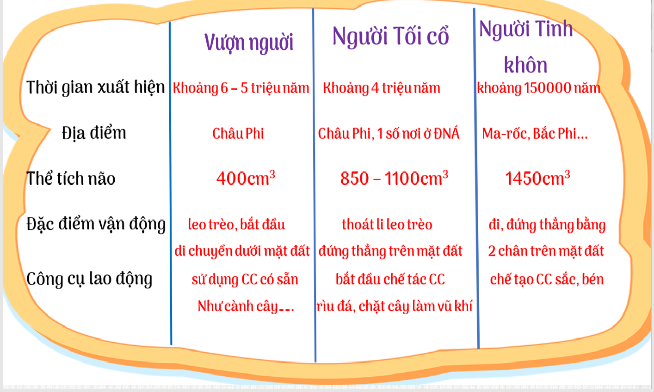 Vượn người
Người Tối cổ
Người Tinh
khôn
Thời gian xuất hiện
Khoảng 6 – 5 triệu năm
Khoảng 4 triệu năm
khoảng 150000 năm
Địa điểm
Châu Phi
Châu Phi, 1 số nơi ở ĐNÁ
Ma-rốc, Bắc Phi...
Thể tích não
400cm³
850 – 1100cm³
1450cm³
Đặc điểm vận động
leo trèo, bắt đầu
thoát li leo trèo
đi, đứng thẳng bằng
di chuyển dưới mặt đất
đứng thẳng trên mặt đất
2 chân trên mặt đất
Công cụ lao động
sử dụng CC có sẵn
bắt đầu chế tác CC
chế tạo CC sắc, bén
Như cành cây...
rìu đá, chặt cây làm vũ khí